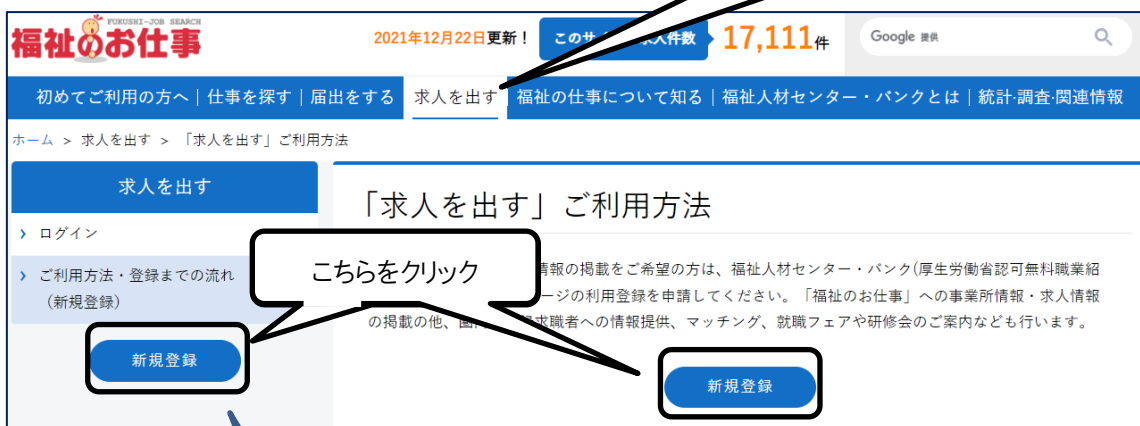 FUKUSHI-JOB SEARCH
福祉のお仕事
2021年12月22日更新！ このサ 求人件数 17,111件
Google 提供
初めてご利用の方へ｜仕事を探す｜届出をする 求人を出す 福祉の仕事について知る｜福祉人材センター・バンクとは｜統計·調査·関連情報
ホーム > 求人を出す > 「求人を出す」ご利用方法
求人を出す
ログイン
ご利用方法・登録までの流れ
（新規登録）
新規登録
「求人を出す」ご利用方法
こちらをクリック
情報の掲載をご希望の方は、福祉人材センター・バンク(厚生労働省認可無料職業紹
ージの利用登録を申請してください。「福祉のお仕事」への事業所情報・求人情報
の掲載の他、 求職者への情報提供、マッチング、就職フェアや研修会のご案内なども行います。
新規登録